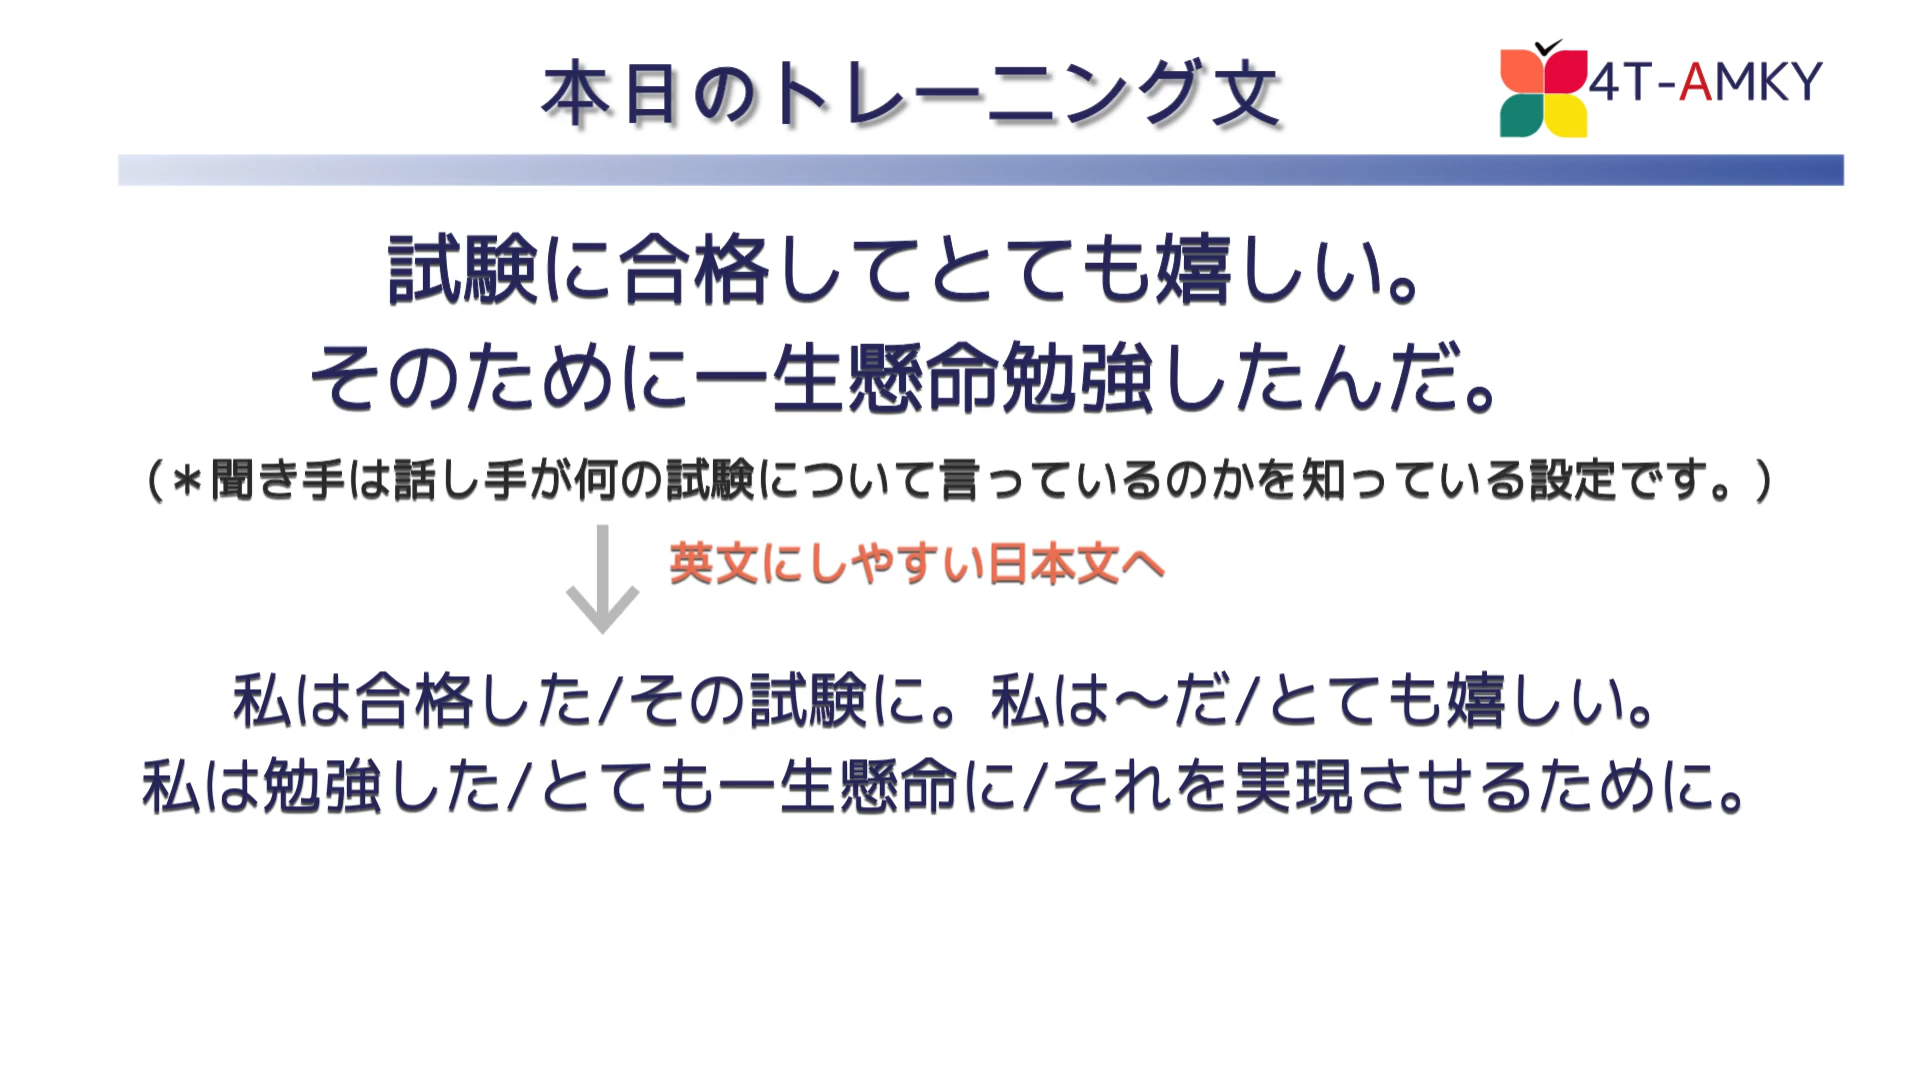 本日のトレーニング文
4T-AMKY
試験に合格してとても嬉しい。
そのために一生懸命勉強したんだ。
（＊聞き手は話し手が何の試験について言っているのかを知っている設定です。）
英文にしやすい日本文へ
私は合格した/その試験に。私は〜だ/とても嬉しい。
私は勉強した/とても一生懸命に/それを実現させるために。